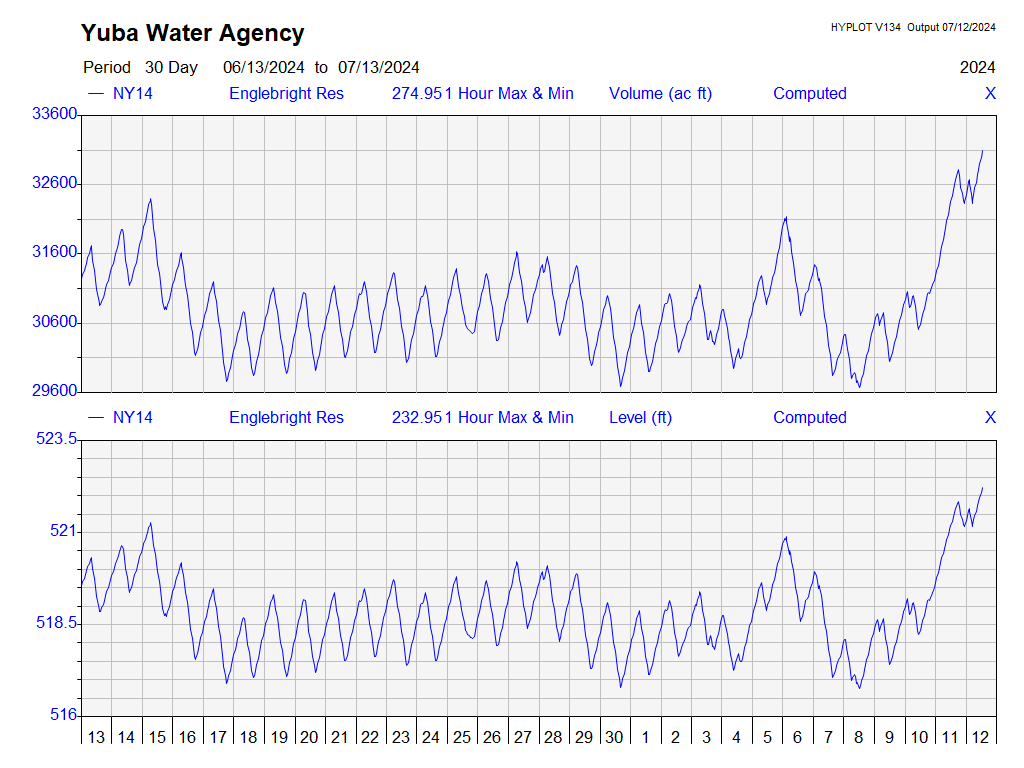 Yuba Water Agency
HYPLOT V134 Output 07/12/2024
Period 30 Day 06/13/2024 to 07/13/2024
2024
— NY14 Englebright Res 274.951 Hour Max & Min Volume (ac ft) Computed X
33600
32600
31600
30600
29600
— NY14 Englebright Res 232.951 Hour Max & Min Level (ft) Computed X
523.5
521
518.5
516
13 14 15 16 17 18 19 20 21 22 23 24 25 26 27 28 29 30 1 2 3 4 5 6 7 8 9 10 11 12